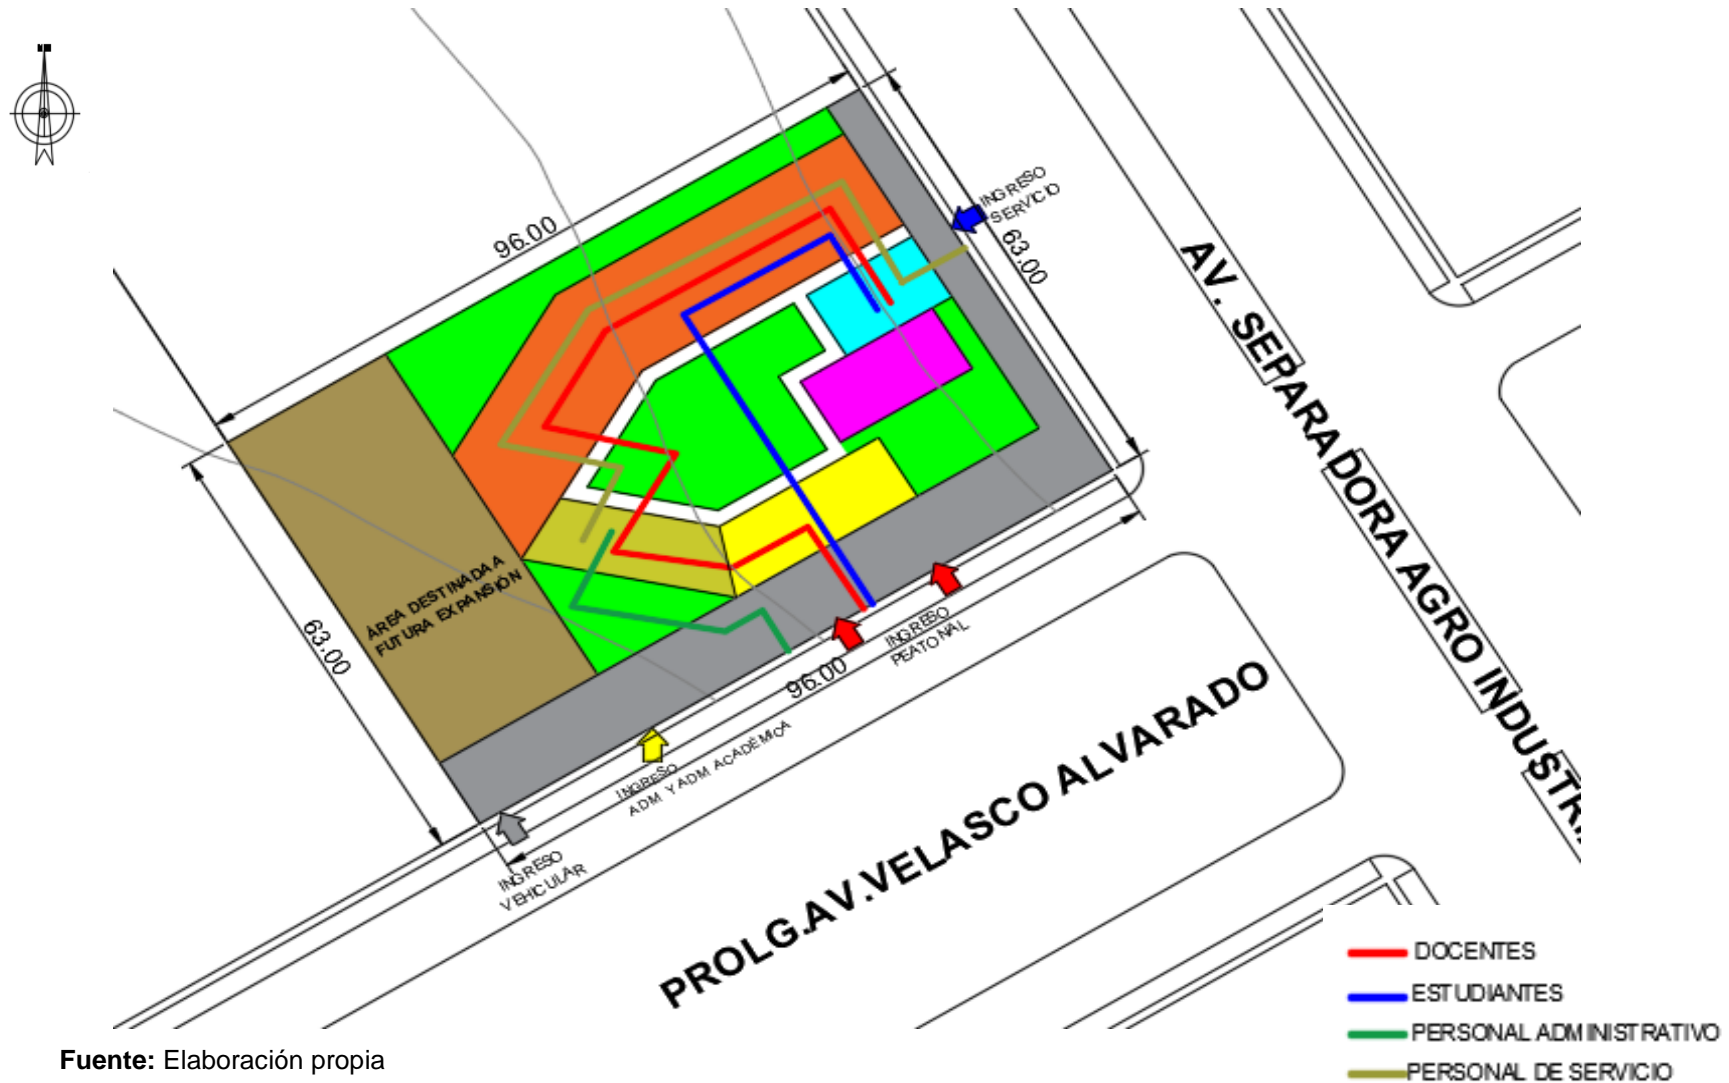 96.00
INGRESO
SERVICIO
63.00
AV. SEPARADORA AGRO INDUSTRI
ÁREA DESTINADA A
FUTURA EXPANSIÓN
63.00
INGRESO
PEATONAL
96.00
INGRESO
ADM. Y ADM. ACADÉMICA
INGRESO
VEHICULAR
PROLG.AV.VELASCO ALVARADO
DOCENTES
ESTUDIANTES
PERSONAL ADMINISTRATIVO
PERSONAL DE SERVICIO
Fuente: Elaboración propia